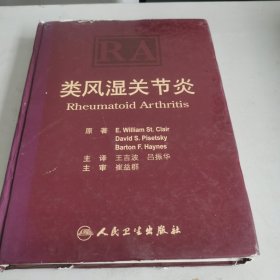 RA
类风湿关节炎
Rheumatoid Arthritis
原著 E. William St. Clair
David S. Pisetsky
Barton F. Haynes
主译 王吉波 吕振华
主审 崔益群
人民卫生出版社